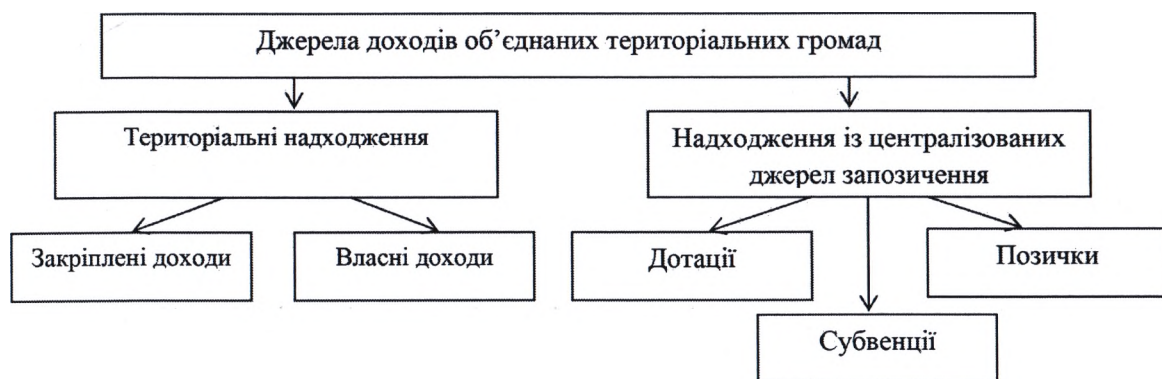 Джерела доходів об’єднаних територіальних громад
Територіальні надходження
Надходження із централізованих
джерел запозичення
Закріплені доходи
Власні доходи
Дотації
Позички
Субвенції